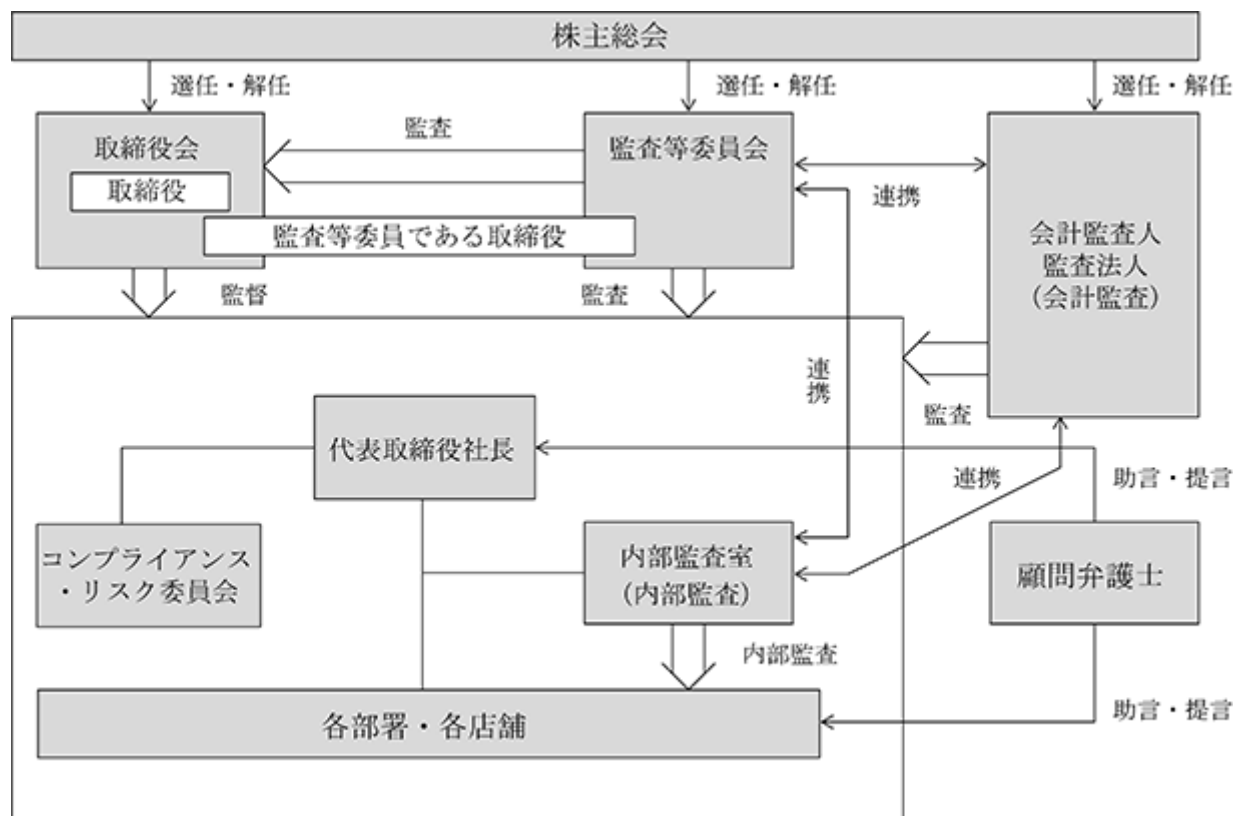 株主総会
選任・解任
選任・解任
選任・解任
取締役会
取締役
監査
監査等委員会
監査等委員である取締役
連携
会計監査人
監査法人
(会計監査)
監督
監査
連携
監査
代表取締役社長
連携
助言・提言
コンプライアンス
・リスク委員会
内部監査室
(内部監査)
顧問弁護士
内部監査
各部署・各店舗
助言・提言